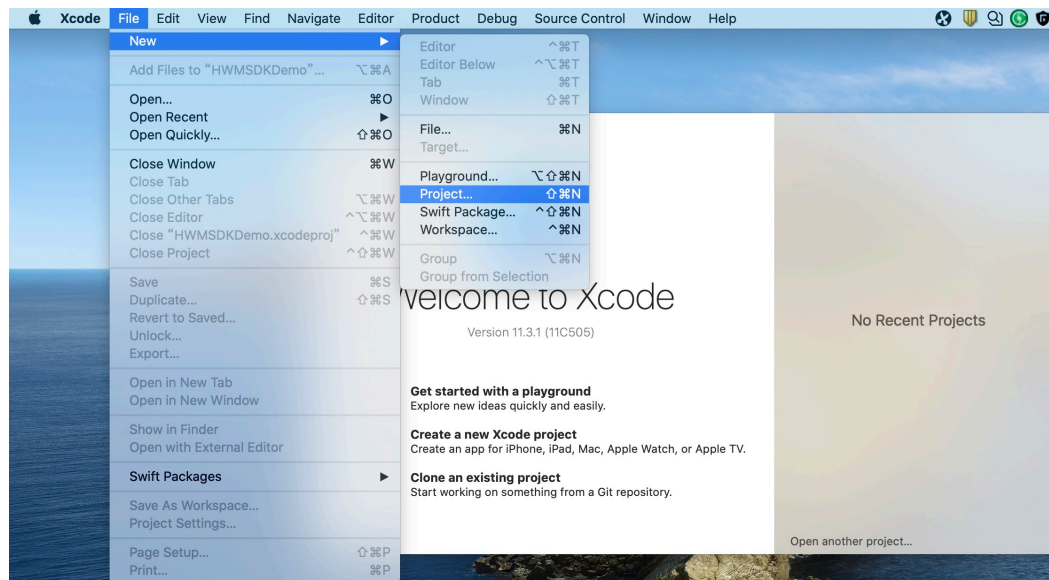 Xcode File Edit View Find Navigate Editor Product Debug Source Control Window Help
New ▶
Add Files to “HWMSDKDemo”... ⌥⌘A
Open... ⌘O
Open Recent ▶
Open Quickly... ⇧⌘O
Close Window ⌘W
Close Tab
Close Other Tabs ⌥⌘W
Close Editor ^⌥⌘W
Close “HWMSDKDemo.xcodeproj” ^⌘W
Close Project ^⇧⌘W
Save ⌘S
Duplicate... ⇧⌘S
Revert to Saved...
Unlock...
Export...
Open in New Tab
Open in New Window
Show in Finder
Open with External Editor
Swift Packages ▶
Save As Workspace...
Project Settings...
Page Setup... ⇧⌘P
Print... ⌘P
Editor ^⌘T
Editor Below ^⌥⌘T
Tab ⌘T
Window ⇧⌘T
File... ⌘N
Target...
Playground... ⌥⇧⌘N
Project... ⇧⌘N
Swift Package... ^⇧⌘N
Workspace... ^⌘N
Group ⌥⌘N
Group from Selection
Welcome to Xcode
Version 11.3.1 (11C505)
Get started with a playground
Explore new ideas quickly and easily.
Create a new Xcode project
Create an app for iPhone, iPad, Mac, Apple Watch, or Apple TV.
Clone an existing project
Start working on something from a Git repository.
No Recent Projects
Open another project...